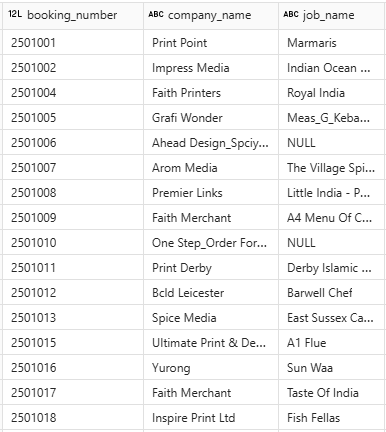 12L booking_number ABC company_name ABC job_name
2501001 Print Point Marmaris
2501002 Impress Media Indian Ocean ...
2501004 Faith Printers Royal India
2501005 Grafi Wonder Meas_G_Keba...
2501006 Ahead Design_Spciy... NULL
2501007 Arom Media The Village Spi...
2501008 Premier Links Little India - P...
2501009 Faith Merchant A4 Menu Of C...
2501010 One Step_Order For... NULL
2501011 Print Derby Derby Islamic ...
2501012 Bcld Leicester Barwell Chef
2501013 Spice Media East Sussex Ca...
2501015 Ultimate Print & De... A1 Flue
2501016 Yurong Sun Waa
2501017 Faith Merchant Taste Of India
2501018 Inspire Print Ltd Fish Fellas